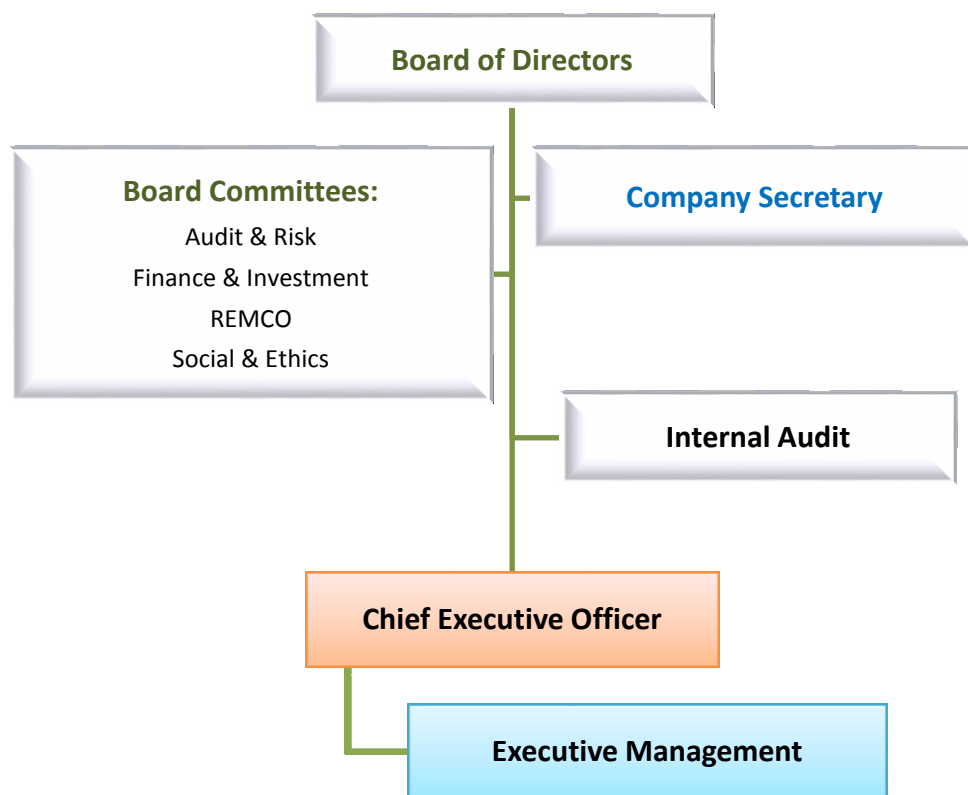 Board of Directors
Board Committees:
Audit & Risk
Finance & Investment
REMCO
Social & Ethics
Company Secretary
Internal Audit
Chief Executive Officer
Executive Management